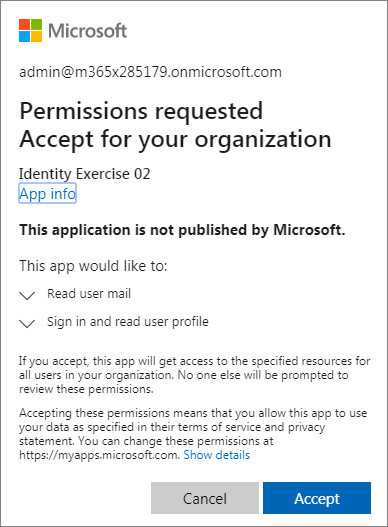 Microsoft
admin@m365x285179.onmicrosoft.com
Permissions requested
Accept for your organization
Identity Exercise 02
App info
This application is not published by Microsoft.
This app would like to:
Read user mail
Sign in and read user profile
If you accept, this app will get access to the specified resources for
all users in your organization. No one else will be prompted to
review these permissions.
Accepting these permissions means that you allow this app to use
your data as specified in their terms of service and privacy
statement. You can change these permissions at
https://myapps.microsoft.com. Show details
Cancel
Accept